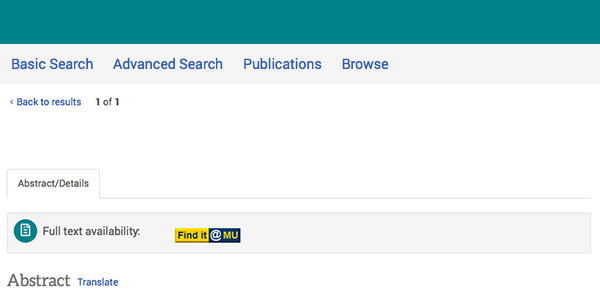 Basic Search Advanced Search Publications Browse
‹ Back to results 1 of 1
Abstract/Details
Full text availability: Find it @ MU
Abstract Translate